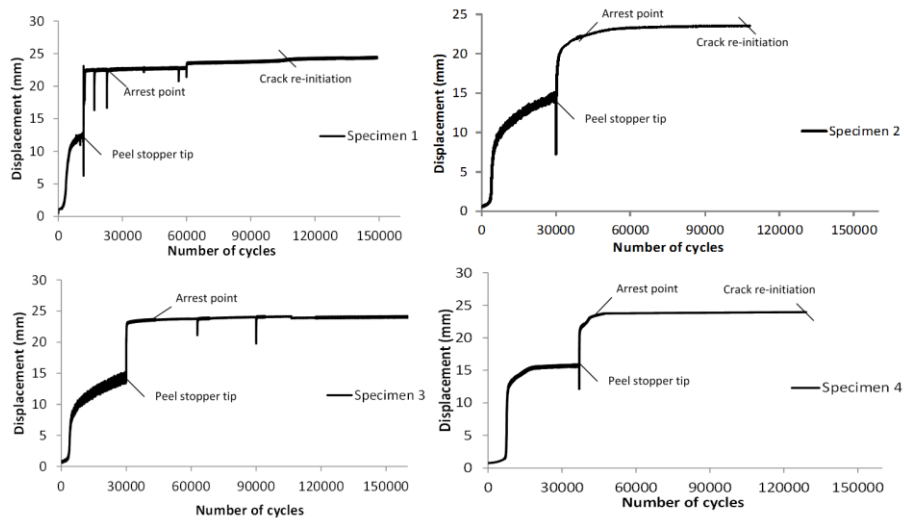 30
25
20
15
10
5
0
Displacement (mm)
Arrest point
Crack re-initiation
Peel stopper tip
Specimen 1
0 30000 60000 90000 120000 150000
Number of cycles
25
20
15
10
5
0
Displacement (mm)
Arrest point
Crack re-initiation
Peel stopper tip
Specimen 2
0 30000 60000 90000 120000 150000
Number of cycles
30
25
20
15
10
5
0
Displacement (mm)
Arrest point
Peel stopper tip
Specimen 3
0 30000 60000 90000 120000 150000
Number of cycles
30
25
20
15
10
5
0
Displacement (mm)
Arrest point
Crack re-initiation
Peel stopper tip
Specimen 4
0 30000 60000 90000 120000 150000
Number of cycles